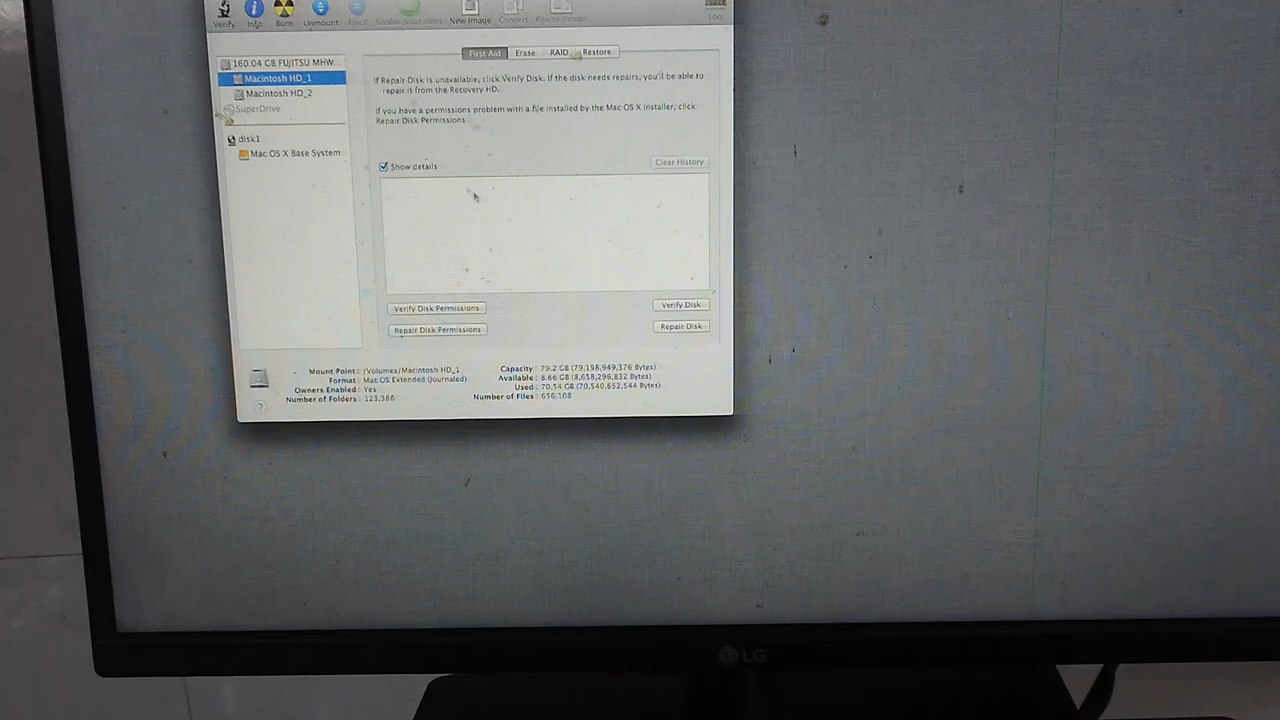 Verify Info Burn Unmount Eject Enable Journaling New Image Convert Resize Image Log
First Aid Erase RAID Restore
160.04 GB FUJITSU MHW...
Macintosh HD_1
Macintosh HD_2
SuperDrive
disk1
Mac OS X Base System
If Repair Disk is unavailable, click Verify Disk. If the disk needs repairs, you'll be able to
repair it from the Recovery HD.
If you have a permissions problem with a file installed by the Mac OS X installer, click
Repair Disk Permissions.
Show details
Clear History
Verify Disk Permissions
Verify Disk
Repair Disk Permissions
Repair Disk
Mount Point : /Volumes/Macintosh HD_1
Format : Mac OS Extended (Journaled)
Owners Enabled : Yes
Number of Folders : 123,386
Capacity : 79.2 GB (79,198,949,376 Bytes)
Available : 8.66 GB (8,658,296,832 Bytes)
Used : 70.54 GB (70,540,652,544 Bytes)
Number of Files : 656,108
?
LG